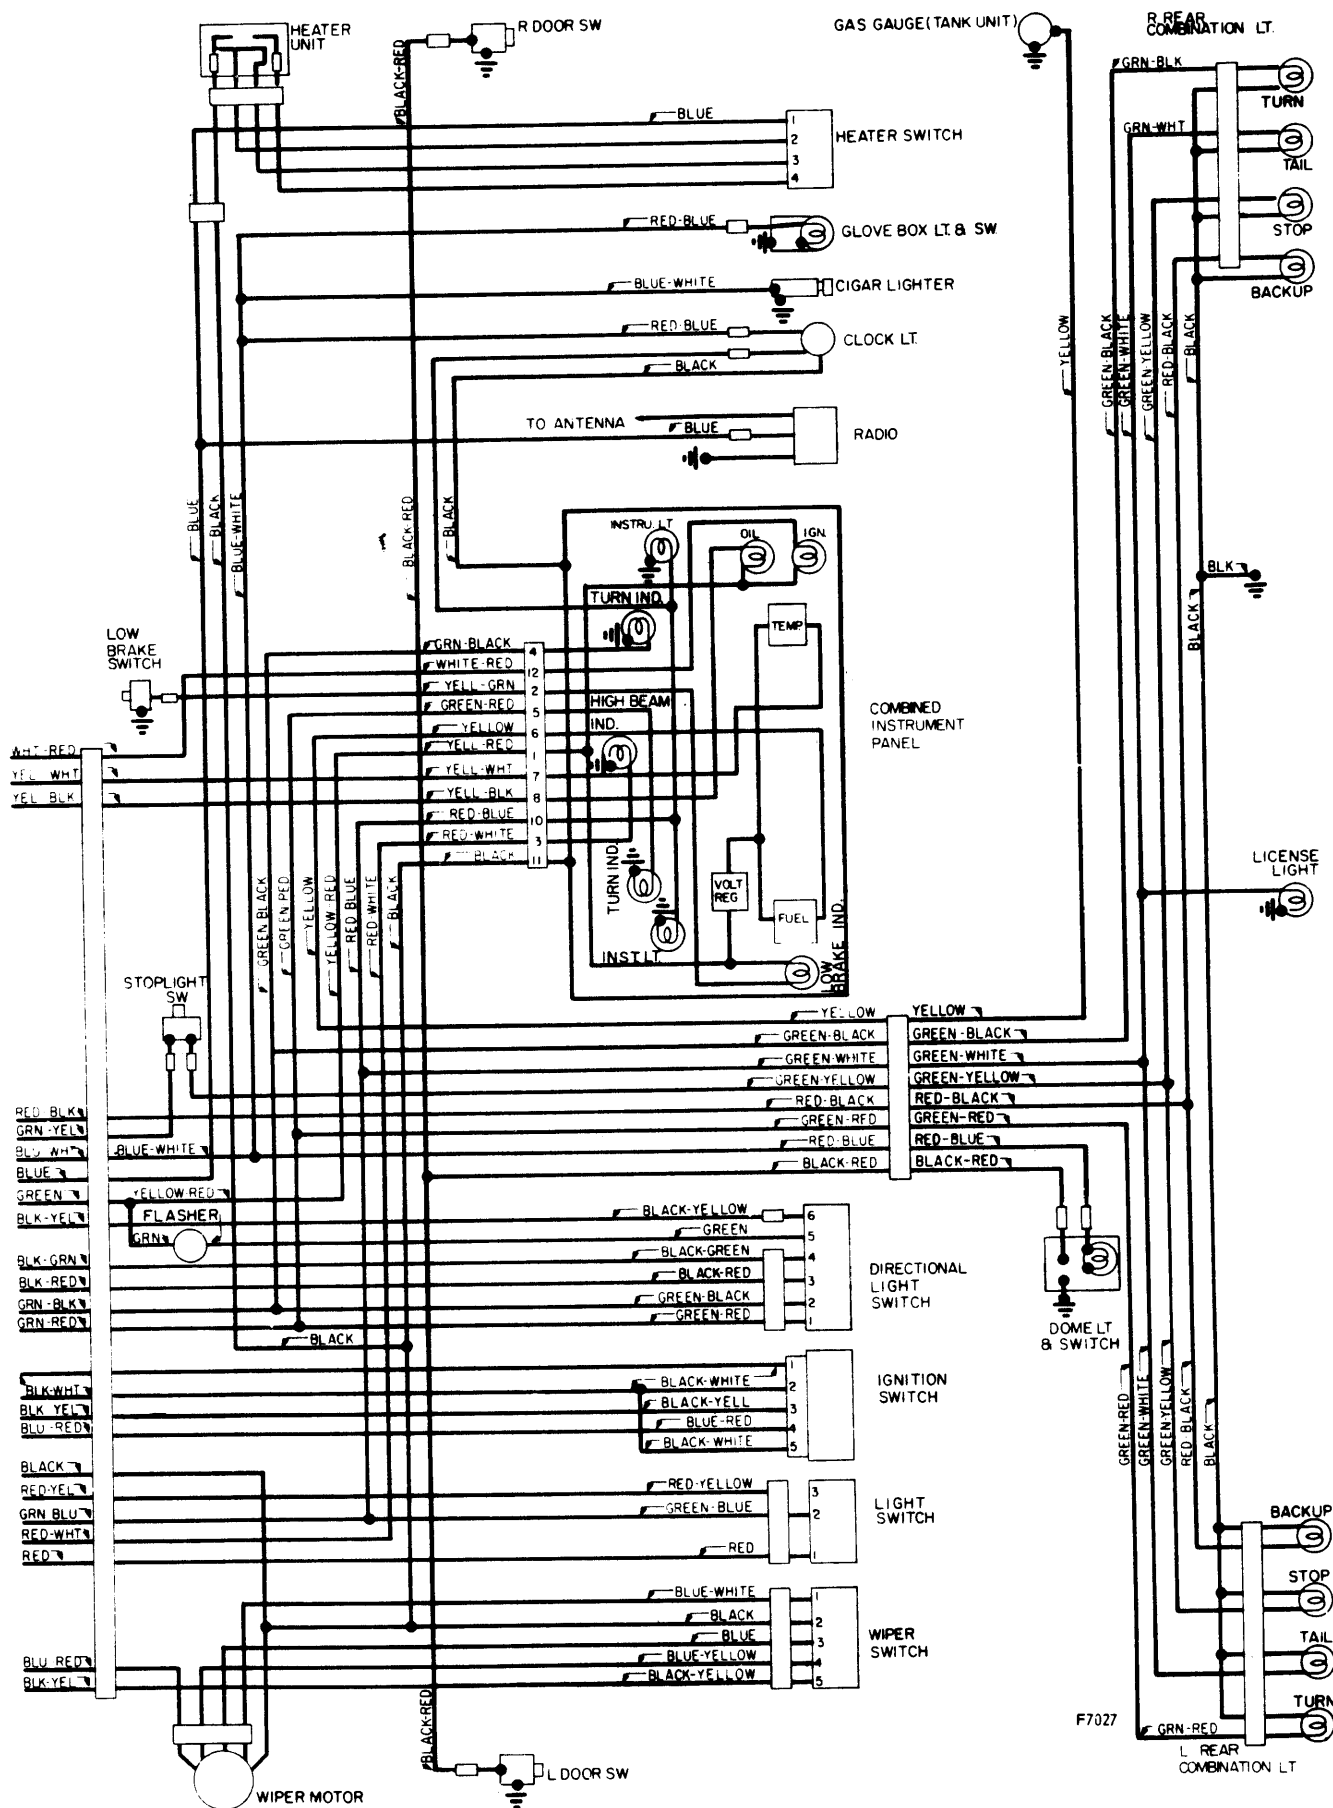 HEATER
UNIT
R DOOR SW
GAS GAUGE (TANK UNIT)
R REAR
COMBINATION LT.
GRN-BLK
TURN
BLACK-RED
BLUE
1
2
3
4
HEATER SWITCH
GRN-WHT
TAIL
RED-BLUE
GLOVE BOX LT. & SW.
STOP
BLUE-WHITE
CIGAR LIGHTER
BACKUP
RED-BLUE
CLOCK LT.
BLACK
YELLOW
GREEN-BLACK
GREEN-WHITE
GREEN-YELLOW
RED-BLACK
BLACK
TO ANTENNA
BLUE
RADIO
BLUE
BLACK
BLUE-WHITE
BLACK-RED
BLACK
INSTRU. LT.
OIL
IGN.
BLK
TURN IND.
TEMP
BLACK
LOW
BRAKE
SWITCH
GRN-BLACK 4
WHITE-RED 12
YELL-GRN 2
GREEN-RED 5
YELLOW 6
YELL-RED 1
YELL-WHT 7
YELL-BLK 8
RED-BLUE 10
RED-WHITE 3
BLACK 11
HIGH BEAM
IND.
COMBINED
INSTRUMENT
PANEL
WHT-RED
YEL WHT
YEL BLK
TURN IND.
VOLT
REG
FUEL
LOW
BRAKE IND.
INST. LT.
LICENSE
LIGHT
GREEN BLACK
GREEN RED
YELLOW
YELLOW-RED
RED BLUE
RED-WHITE
BLACK
STOPLIGHT
SW
YELLOW YELLOW
GREEN-BLACK GREEN-BLACK
GREEN-WHITE GREEN-WHITE
GREEN-YELLOW GREEN-YELLOW
RED-BLACK RED-BLACK
GREEN-RED GREEN-RED
RED-BLUE RED-BLUE
BLACK-RED BLACK-RED
RED BLK
GRN-YEL
BLU WHT BLUE-WHITE
BLUE
GREEN YELLOW-RED
BLK-YEL FLASHER
GRN
BLK-GRN
BLK-RED
GRN-BLK
GRN-RED
BLACK-YELLOW 6
GREEN 5
BLACK-GREEN 4
BLACK-RED 3
GREEN-BLACK 2
GREEN-RED 1
DIRECTIONAL
LIGHT
SWITCH
DOME LT
& SWITCH
BLACK
BLK-WHT
BLK YEL
BLU-RED
1
BLACK-WHITE 2
BLACK-YELL 3
BLUE-RED 4
BLACK-WHITE 5
IGNITION
SWITCH
GREEN-RED
GREEN-WHITE
GREEN-YELLOW
RED BLACK
BLACK
BLACK
RED-YEL
GRN BLU
RED-WHT
RED
RED-YELLOW 3
GREEN-BLUE 2
RED 1
LIGHT
SWITCH
BACKUP
STOP
TAIL
TURN
BLUE-WHITE 1
BLACK 2
BLUE 3
BLUE-YELLOW 4
BLACK-YELLOW 5
WIPER
SWITCH
BLU RED
BLK-YEL
BLACK-RED
F7027
GRN-RED
L REAR
COMBINATION LT
L DOOR SW
WIPER MOTOR